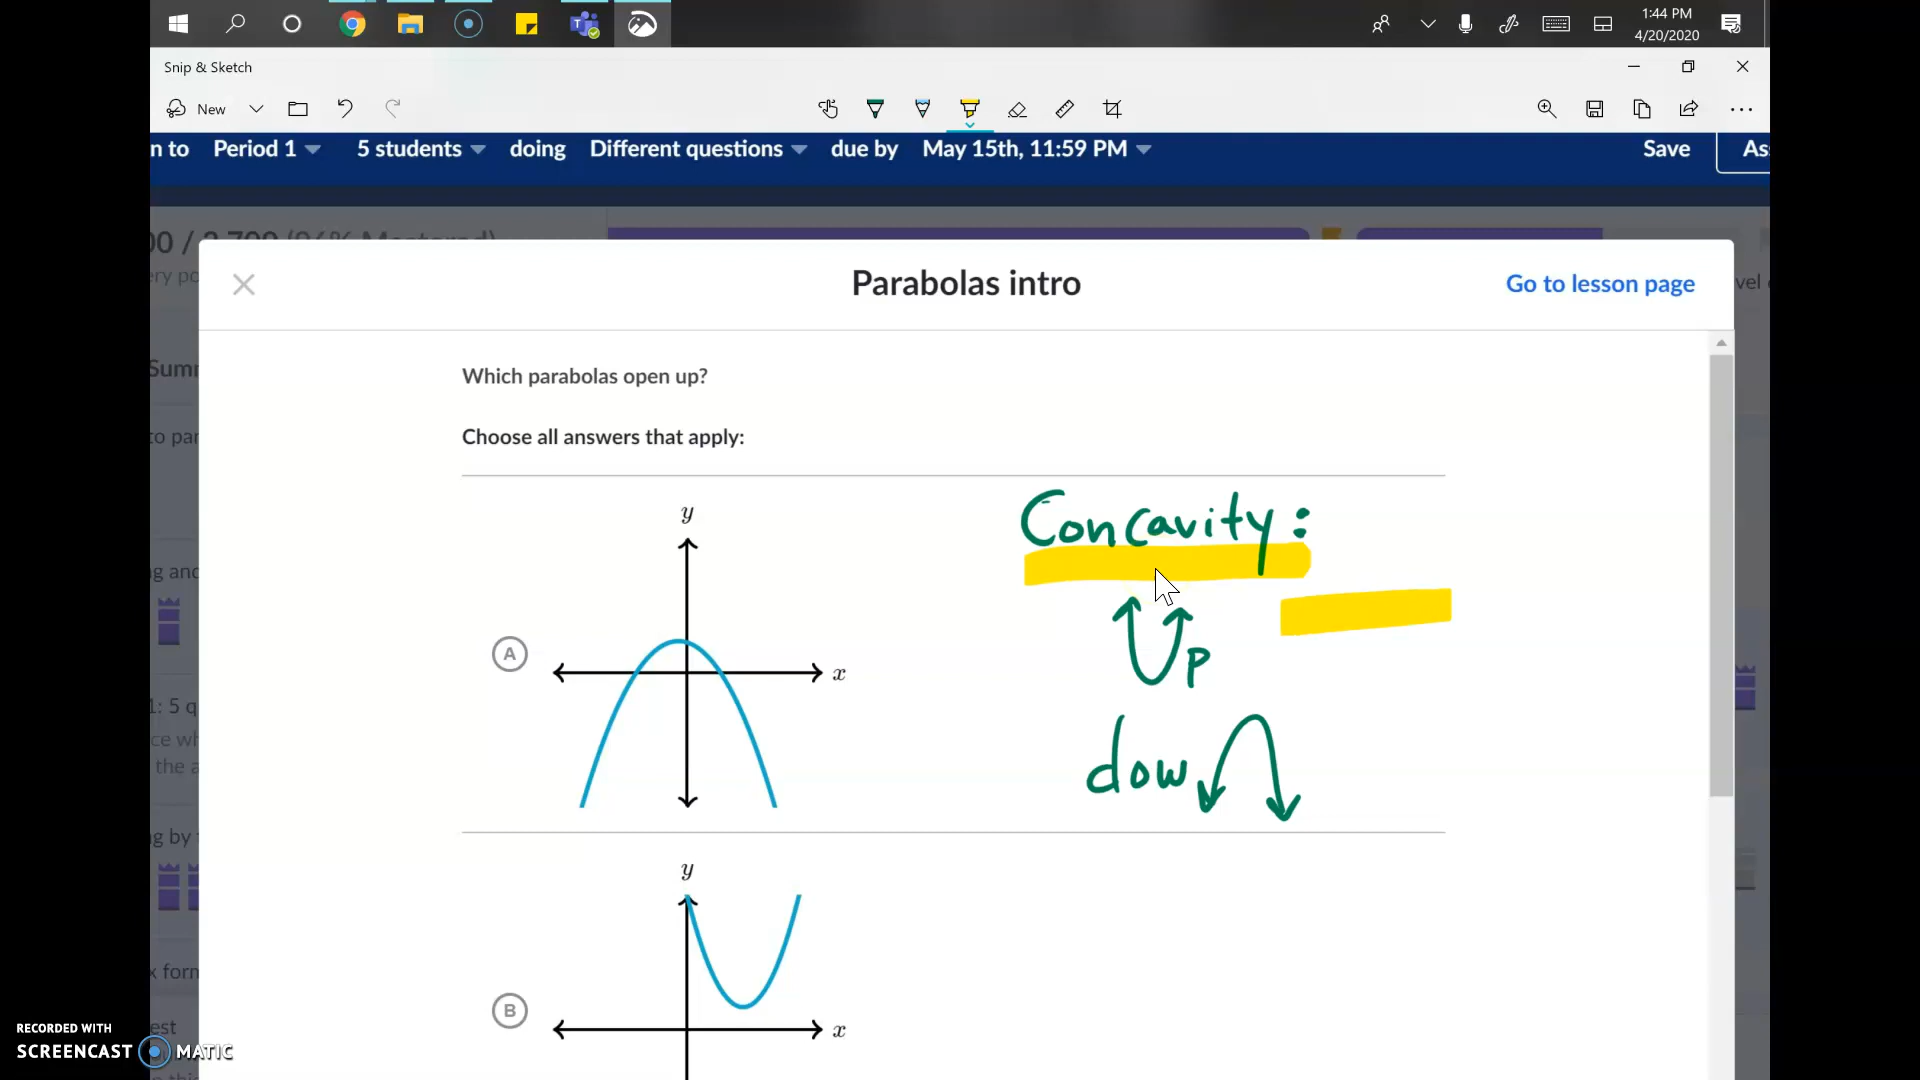 1:44 PM
4/20/2020
Snip & Sketch
New
n to Period 1 5 students doing Different questions due by May 15th, 11:59 PM Save As
Parabolas intro
Go to lesson page
Which parabolas open up?
Choose all answers that apply:
Concavity:
Up
dow
A
y
x
B
y
x
RECORDED WITH
SCREENCAST MATIC